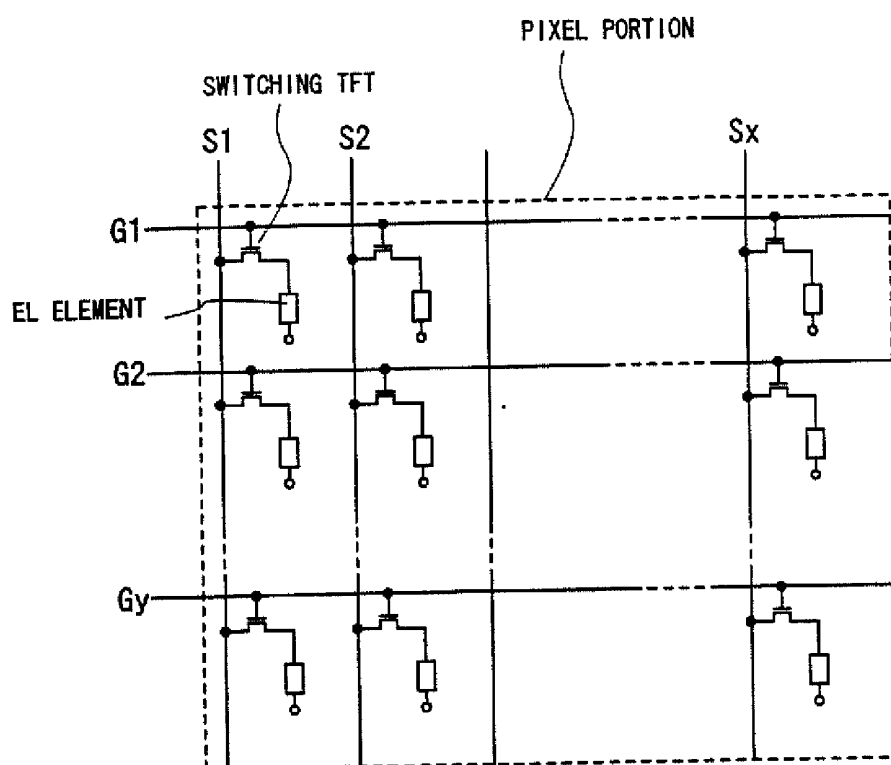 PIXEL PORTION
SWITCHING TFT
S1 S2 Sx
G1
EL ELEMENT
G2
Gy